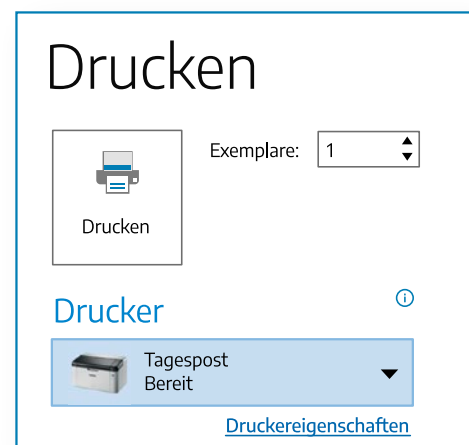 Drucken
Exemplare: 1
Drucken
Drucker
Tagespost
Bereit
Druckereigenschaften